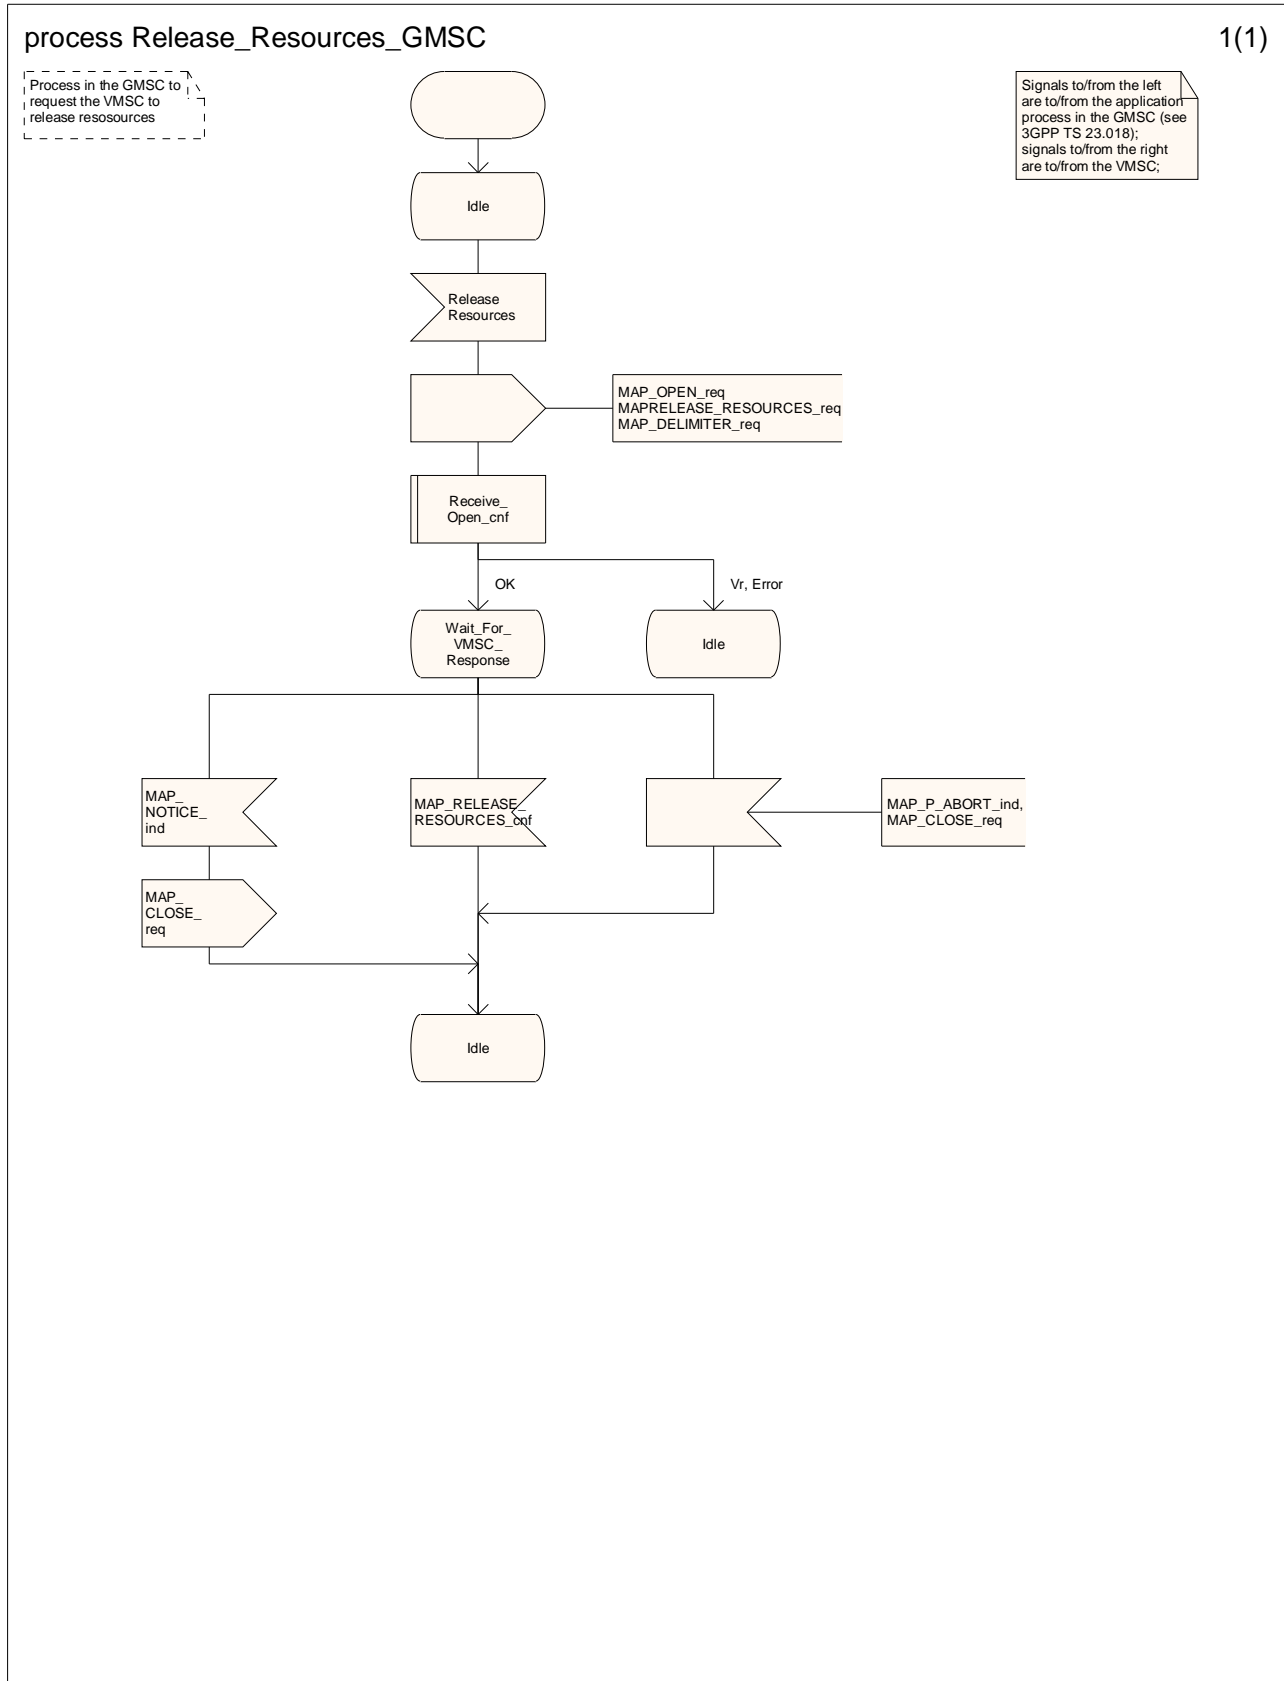 process Release_Resources_GMSC
1(1)
Process in the GMSC to
request the VMSC to
release resosources
Signals to/from the left
are to/from the application
process in the GMSC (see
3GPP TS 23.018);
signals to/from the right
are to/from the VMSC;
Idle
Release
Resources
MAP_OPEN_req
MAPRELEASE_RESOURCES_req
MAP_DELIMITER_req
Receive_
Open_cnf
OK
Vr, Error
Wait_For_
VMSC_
Response
Idle
MAP_
NOTICE_
ind
MAP_RELEASE_
RESOURCES_cnf
MAP_P_ABORT_ind,
MAP_CLOSE_req
MAP_
CLOSE_
req
Idle